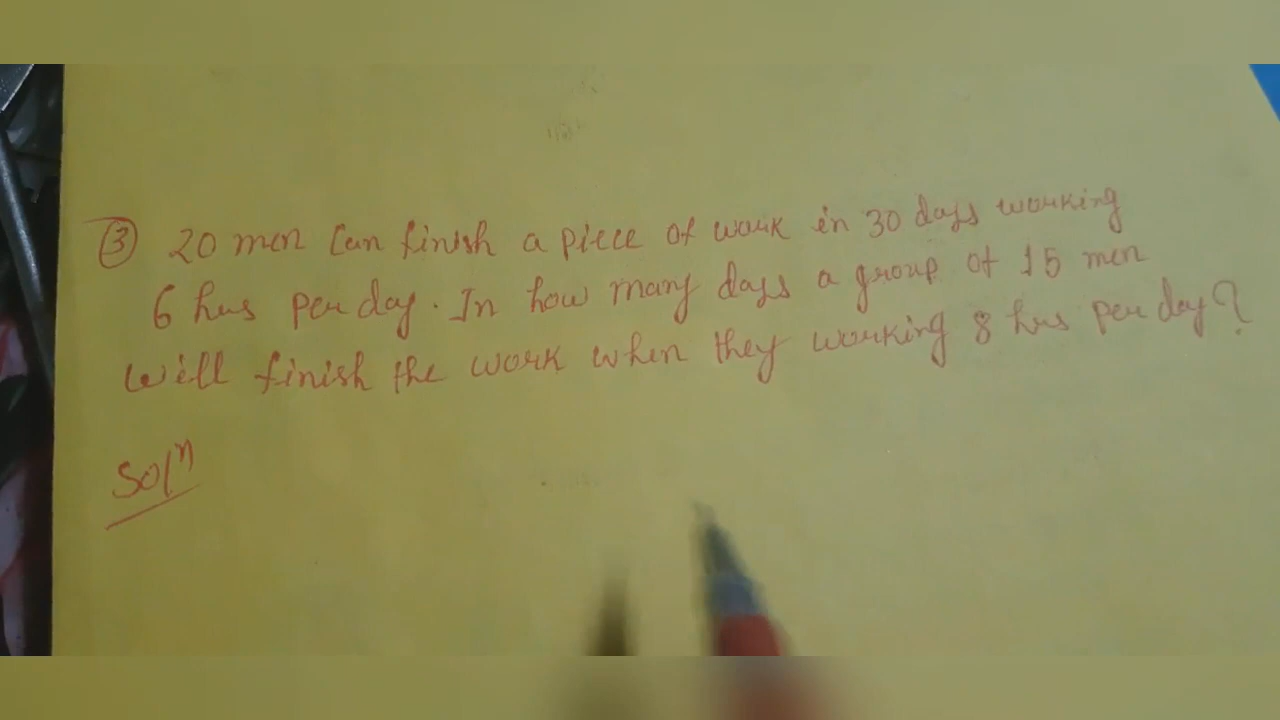 ③ 20 men can finish a piece of work in 30 days working
6 hrs per day. In how many days a group of 15 men
will finish the work when they working 8 hrs per day?
Solⁿ